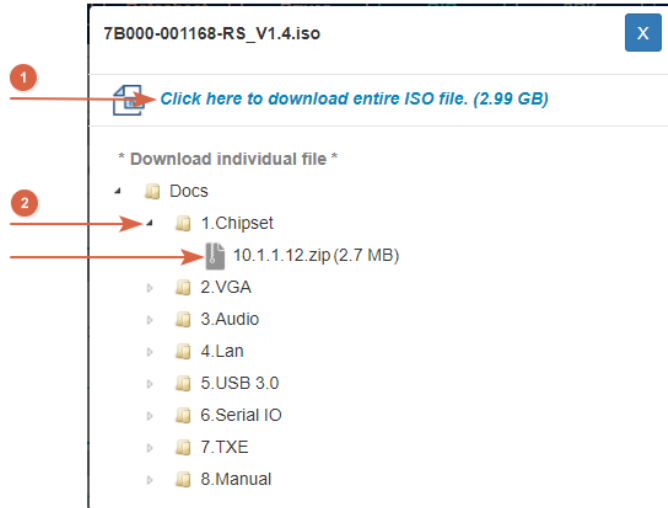 7B000-001168-RS_V1.4.iso
X
1
Click here to download entire ISO file. (2.99 GB)
* Download individual file *
Docs
2
1.Chipset
10.1.1.12.zip (2.7 MB)
2.VGA
3.Audio
4.Lan
5.USB 3.0
6.Serial IO
7.TXE
8.Manual